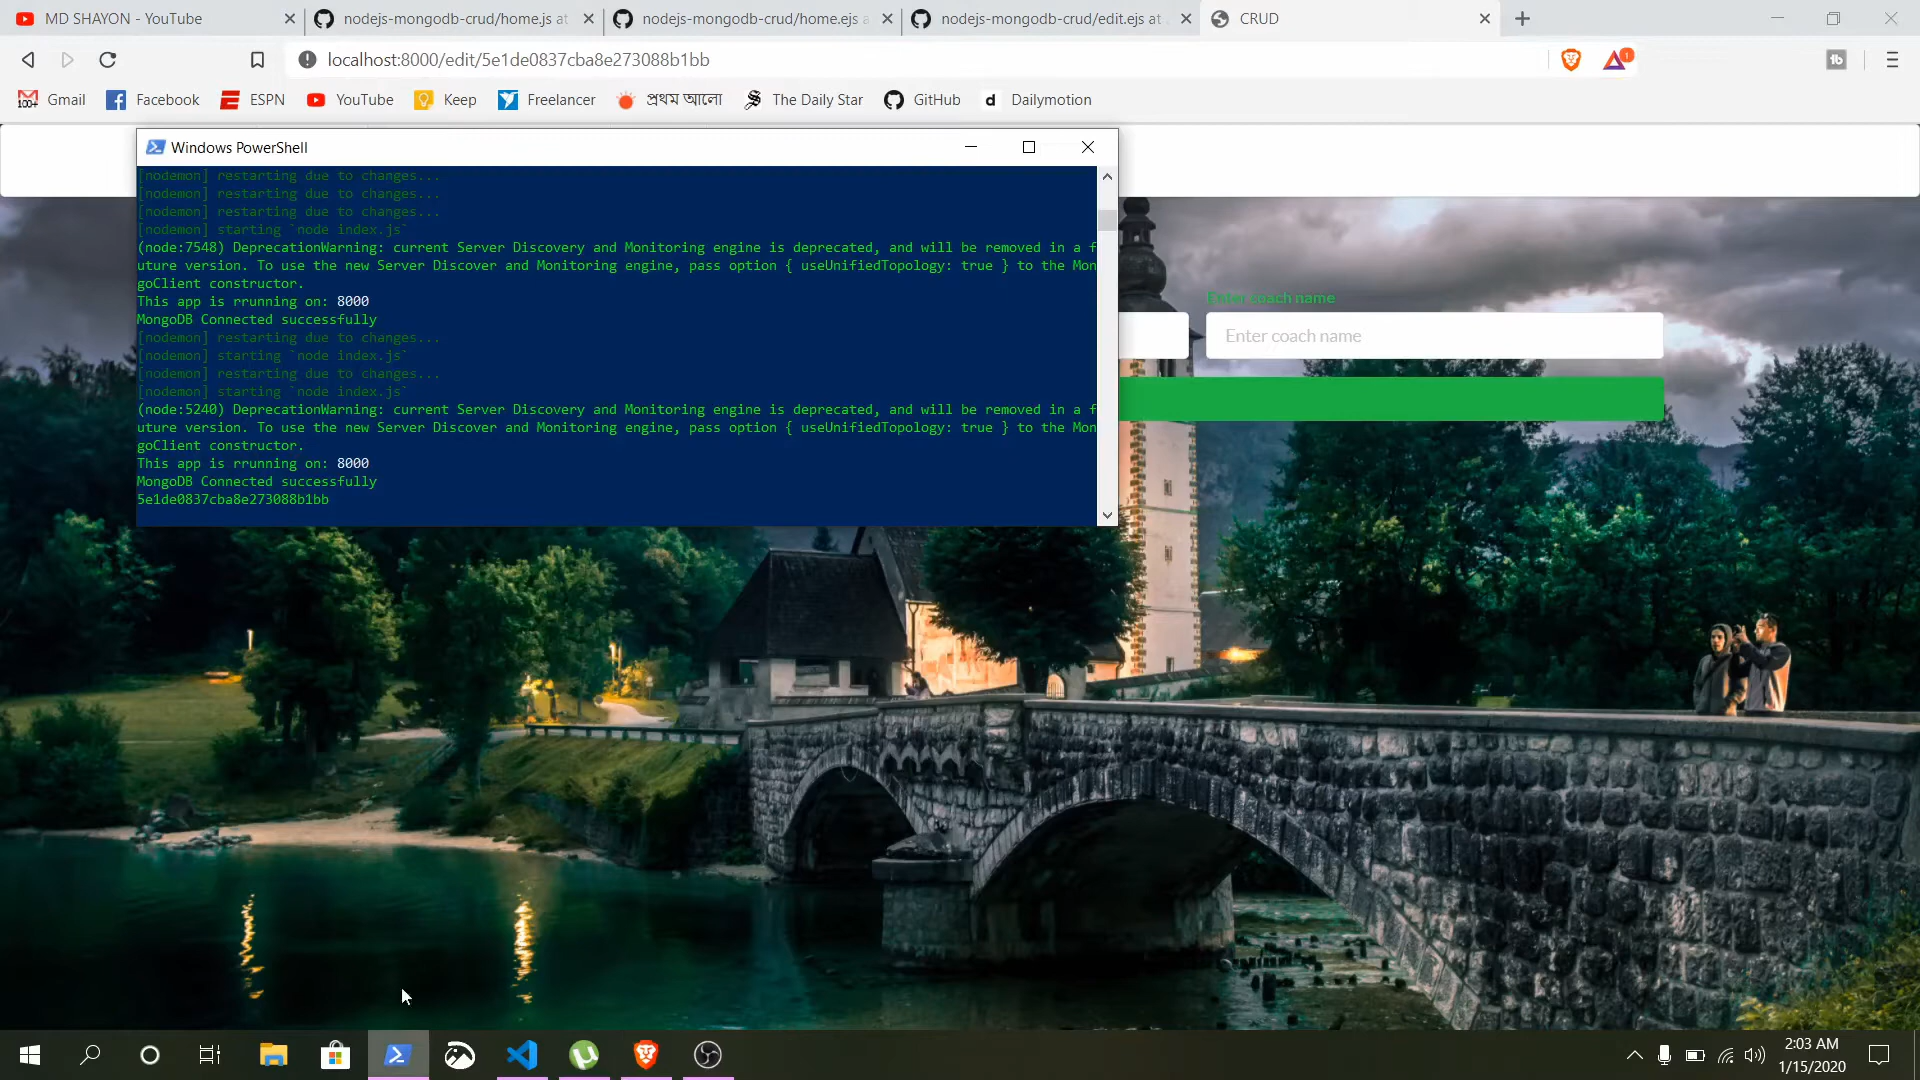 MD SHAYON - YouTube
nodejs-mongodb-crud/home.js at
nodejs-mongodb-crud/home.ejs a
nodejs-mongodb-crud/edit.ejs at
CRUD
localhost:8000/edit/5e1de0837cba8e273088b1bb
1
100+ Gmail
Facebook
ESPN
YouTube
Keep
Freelancer
প্রথম আলো
The Daily Star
GitHub
d Dailymotion
Windows PowerShell
[nodemon] restarting due to changes...
[nodemon] restarting due to changes...
[nodemon] restarting due to changes...
[nodemon] starting `node index.js`
(node:7548) DeprecationWarning: current Server Discovery and Monitoring engine is deprecated, and will be removed in a f
uture version. To use the new Server Discover and Monitoring engine, pass option { useUnifiedTopology: true } to the Mon
goClient constructor.
This app is rrunning on: 8000
MongoDB Connected successfully
[nodemon] restarting due to changes...
[nodemon] starting `node index.js`
[nodemon] restarting due to changes...
[nodemon] starting `node index.js`
(node:5240) DeprecationWarning: current Server Discovery and Monitoring engine is deprecated, and will be removed in a f
uture version. To use the new Server Discover and Monitoring engine, pass option { useUnifiedTopology: true } to the Mon
goClient constructor.
This app is rrunning on: 8000
MongoDB Connected successfully
5e1de0837cba8e273088b1bb
Enter coach name
Enter coach name
2:03 AM
1/15/2020